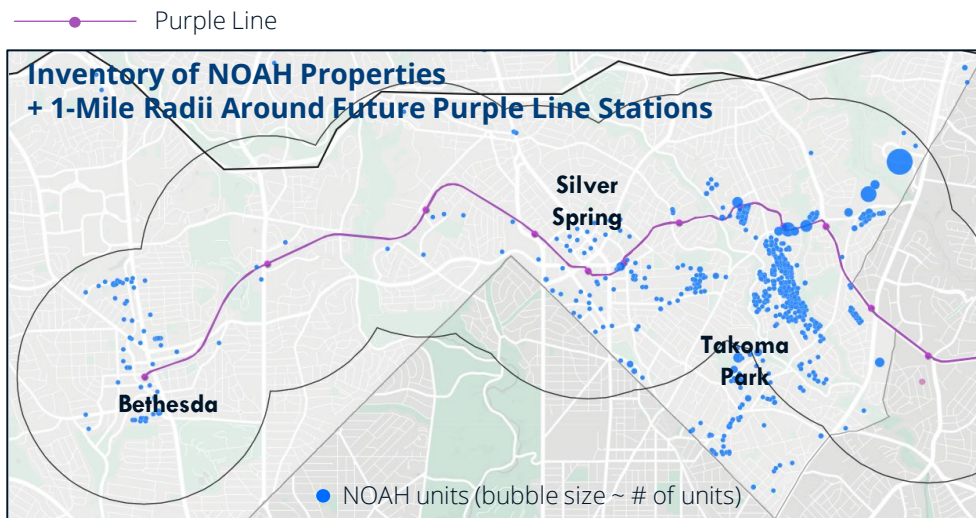 Purple Line
Inventory of NOAH Properties
+ 1-Mile Radii Around Future Purple Line Stations
Silver
Spring
Takoma
Park
Bethesda
NOAH units (bubble size ~ # of units)